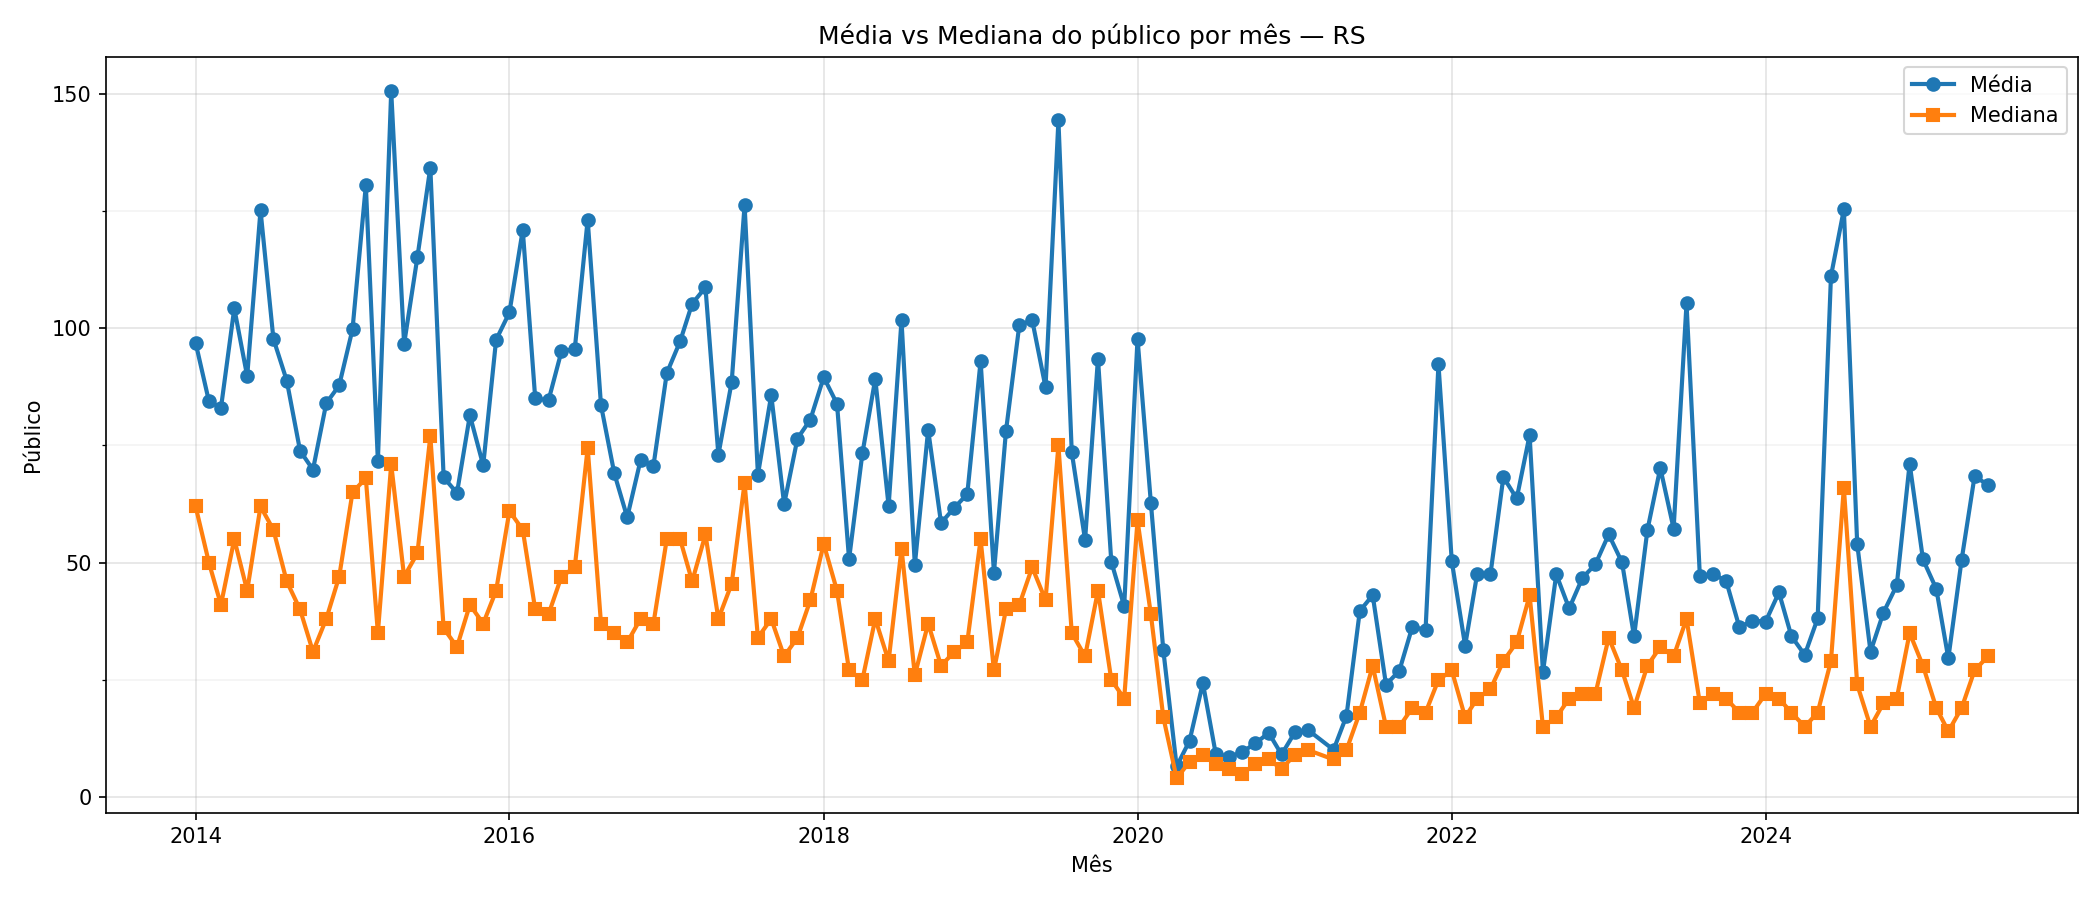 Média vs Mediana do público por mês — RS
Média
Mediana
Público
150
100
50
0
2014 2016 2018 2020 2022 2024
Mês